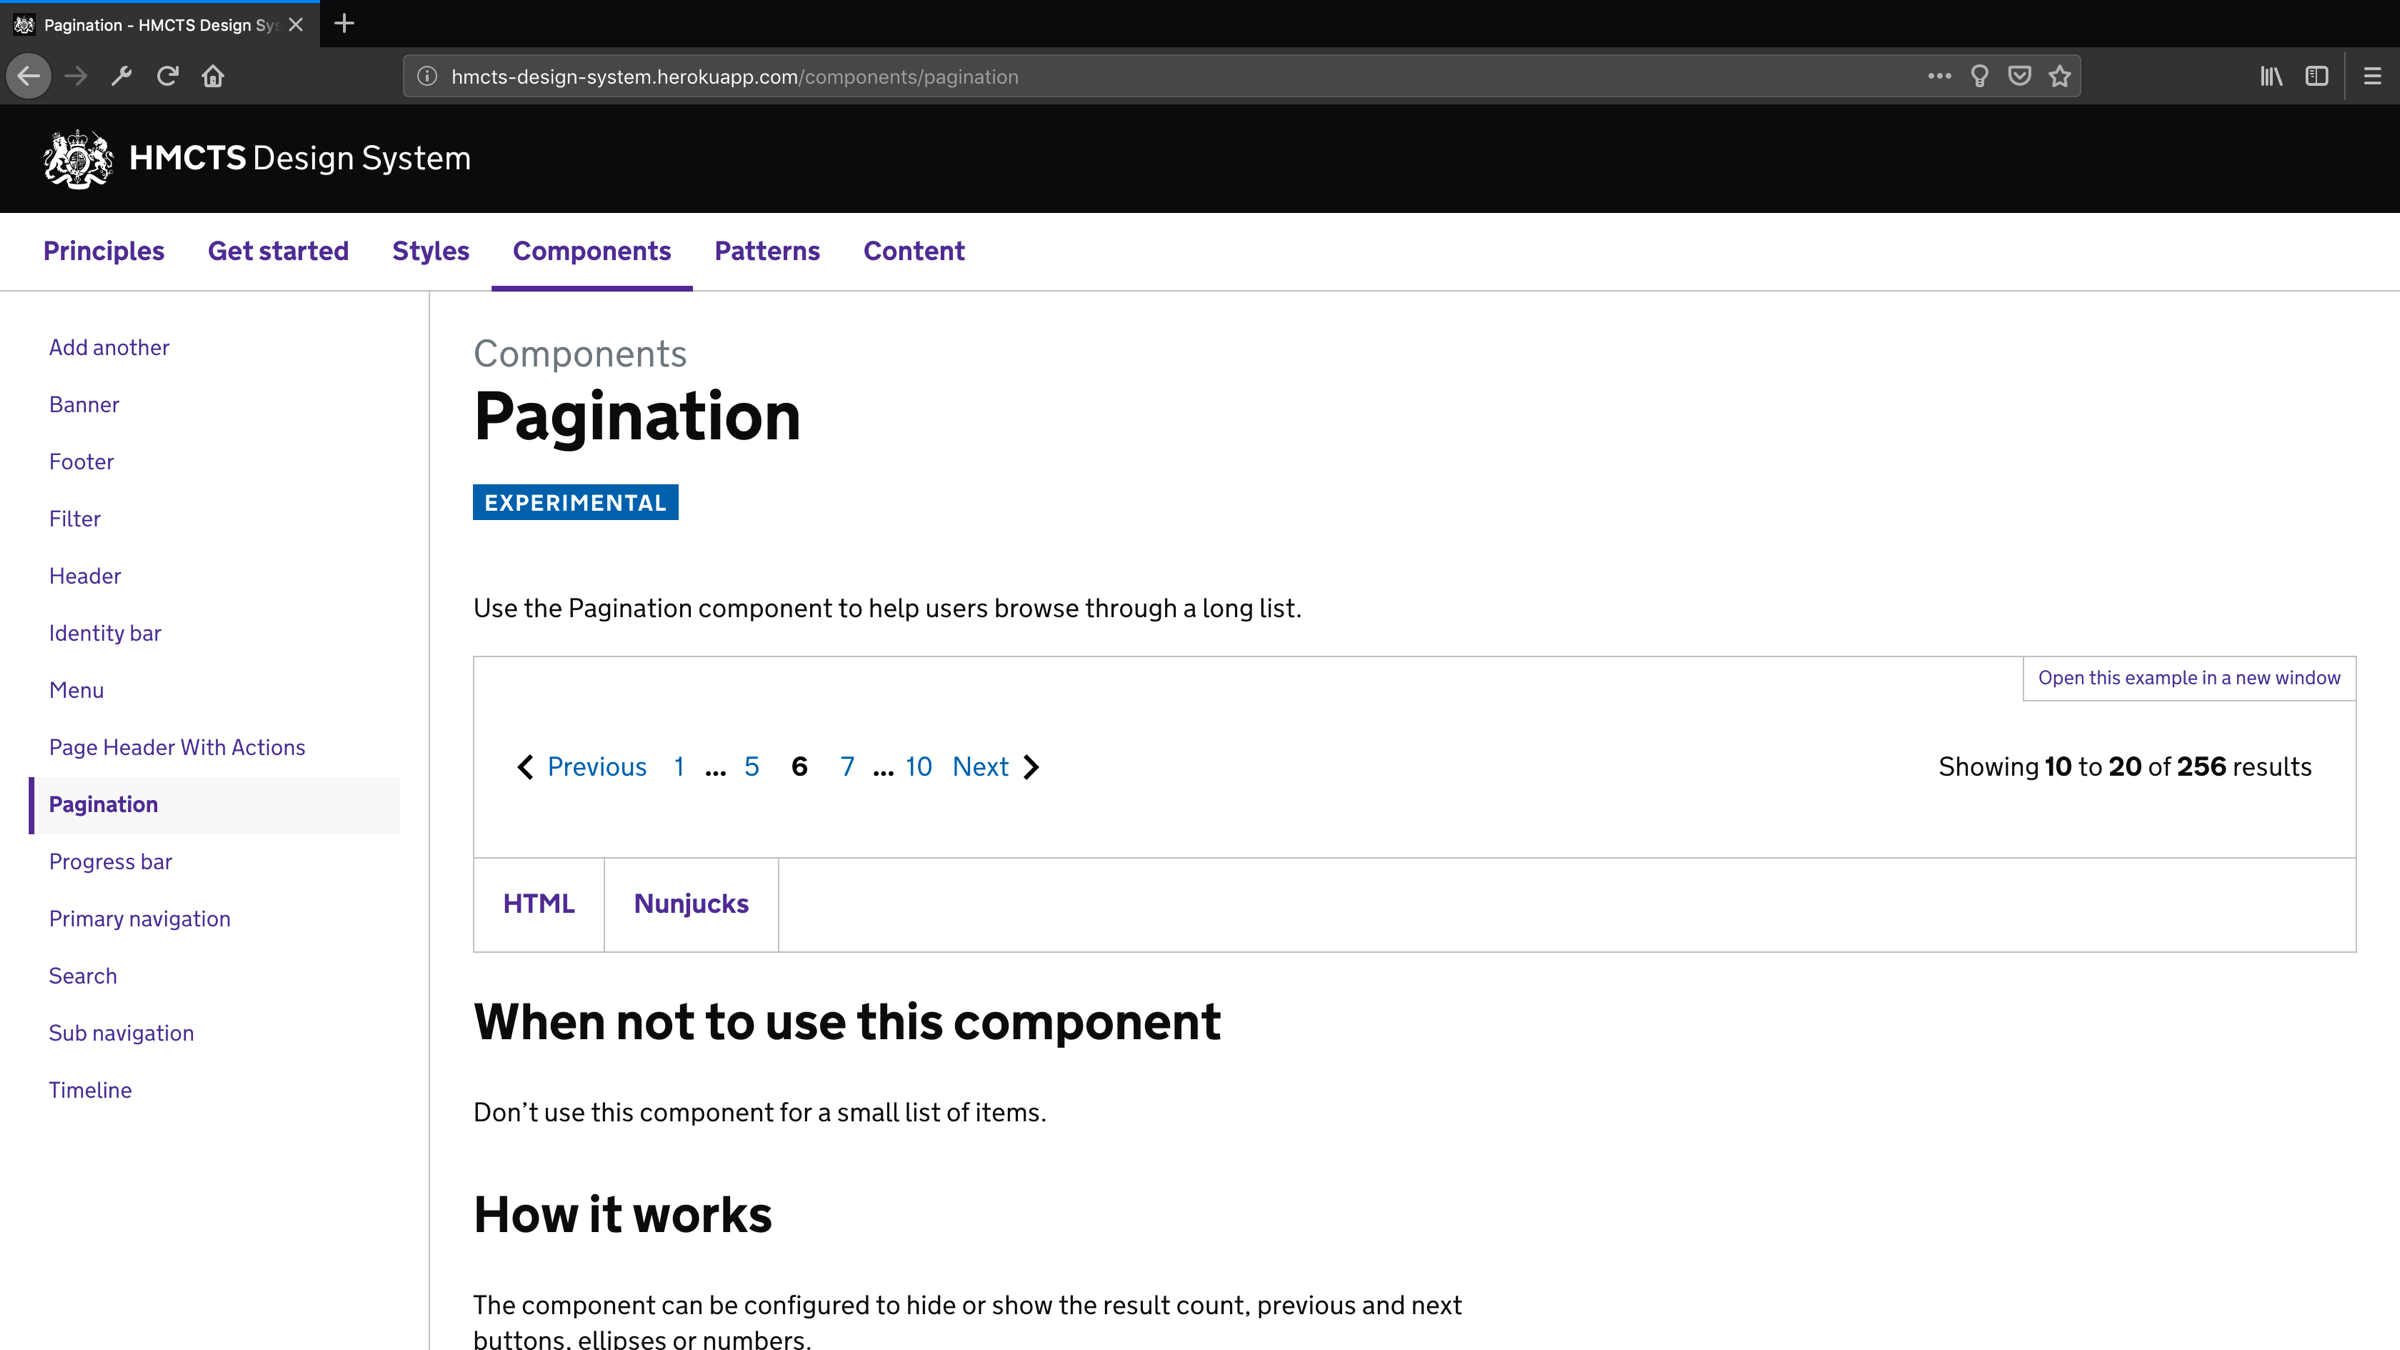 Pagination - HMCTS Design Sys
hmcts-design-system.herokuapp.com/components/pagination
HMCTS Design System
Principles Get started Styles Components Patterns Content
Add another
Banner
Footer
Filter
Header
Identity bar
Menu
Page Header With Actions
Pagination
Progress bar
Primary navigation
Search
Sub navigation
Timeline
Components
Pagination
EXPERIMENTAL
Use the Pagination component to help users browse through a long list.
Open this example in a new window
Previous 1 ... 5 6 7 ... 10 Next
Showing 10 to 20 of 256 results
HTML Nunjucks
When not to use this component
Don’t use this component for a small list of items.
How it works
The component can be configured to hide or show the result count, previous and next
buttons, ellipses or numbers.